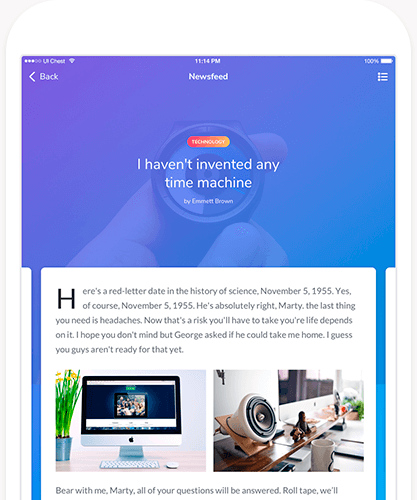 UI Chest
11:14 PM
100%
Back
Newsfeed
TECHNOLOGY
I haven't invented any
time machine
by Emmett Brown
Here's a red-letter date in the history of science, November 5, 1955. Yes,
of course, November 5, 1955. He's absolutely right, Marty. the last thing
you need is headaches. Now that's a risk you'll have to take you're life depends
on it. I hope you don't mind but George asked if he could take me home. I guess
you guys aren't ready for that yet.
Bear with me, Marty, all of your questions will be answered. Roll tape, we'll